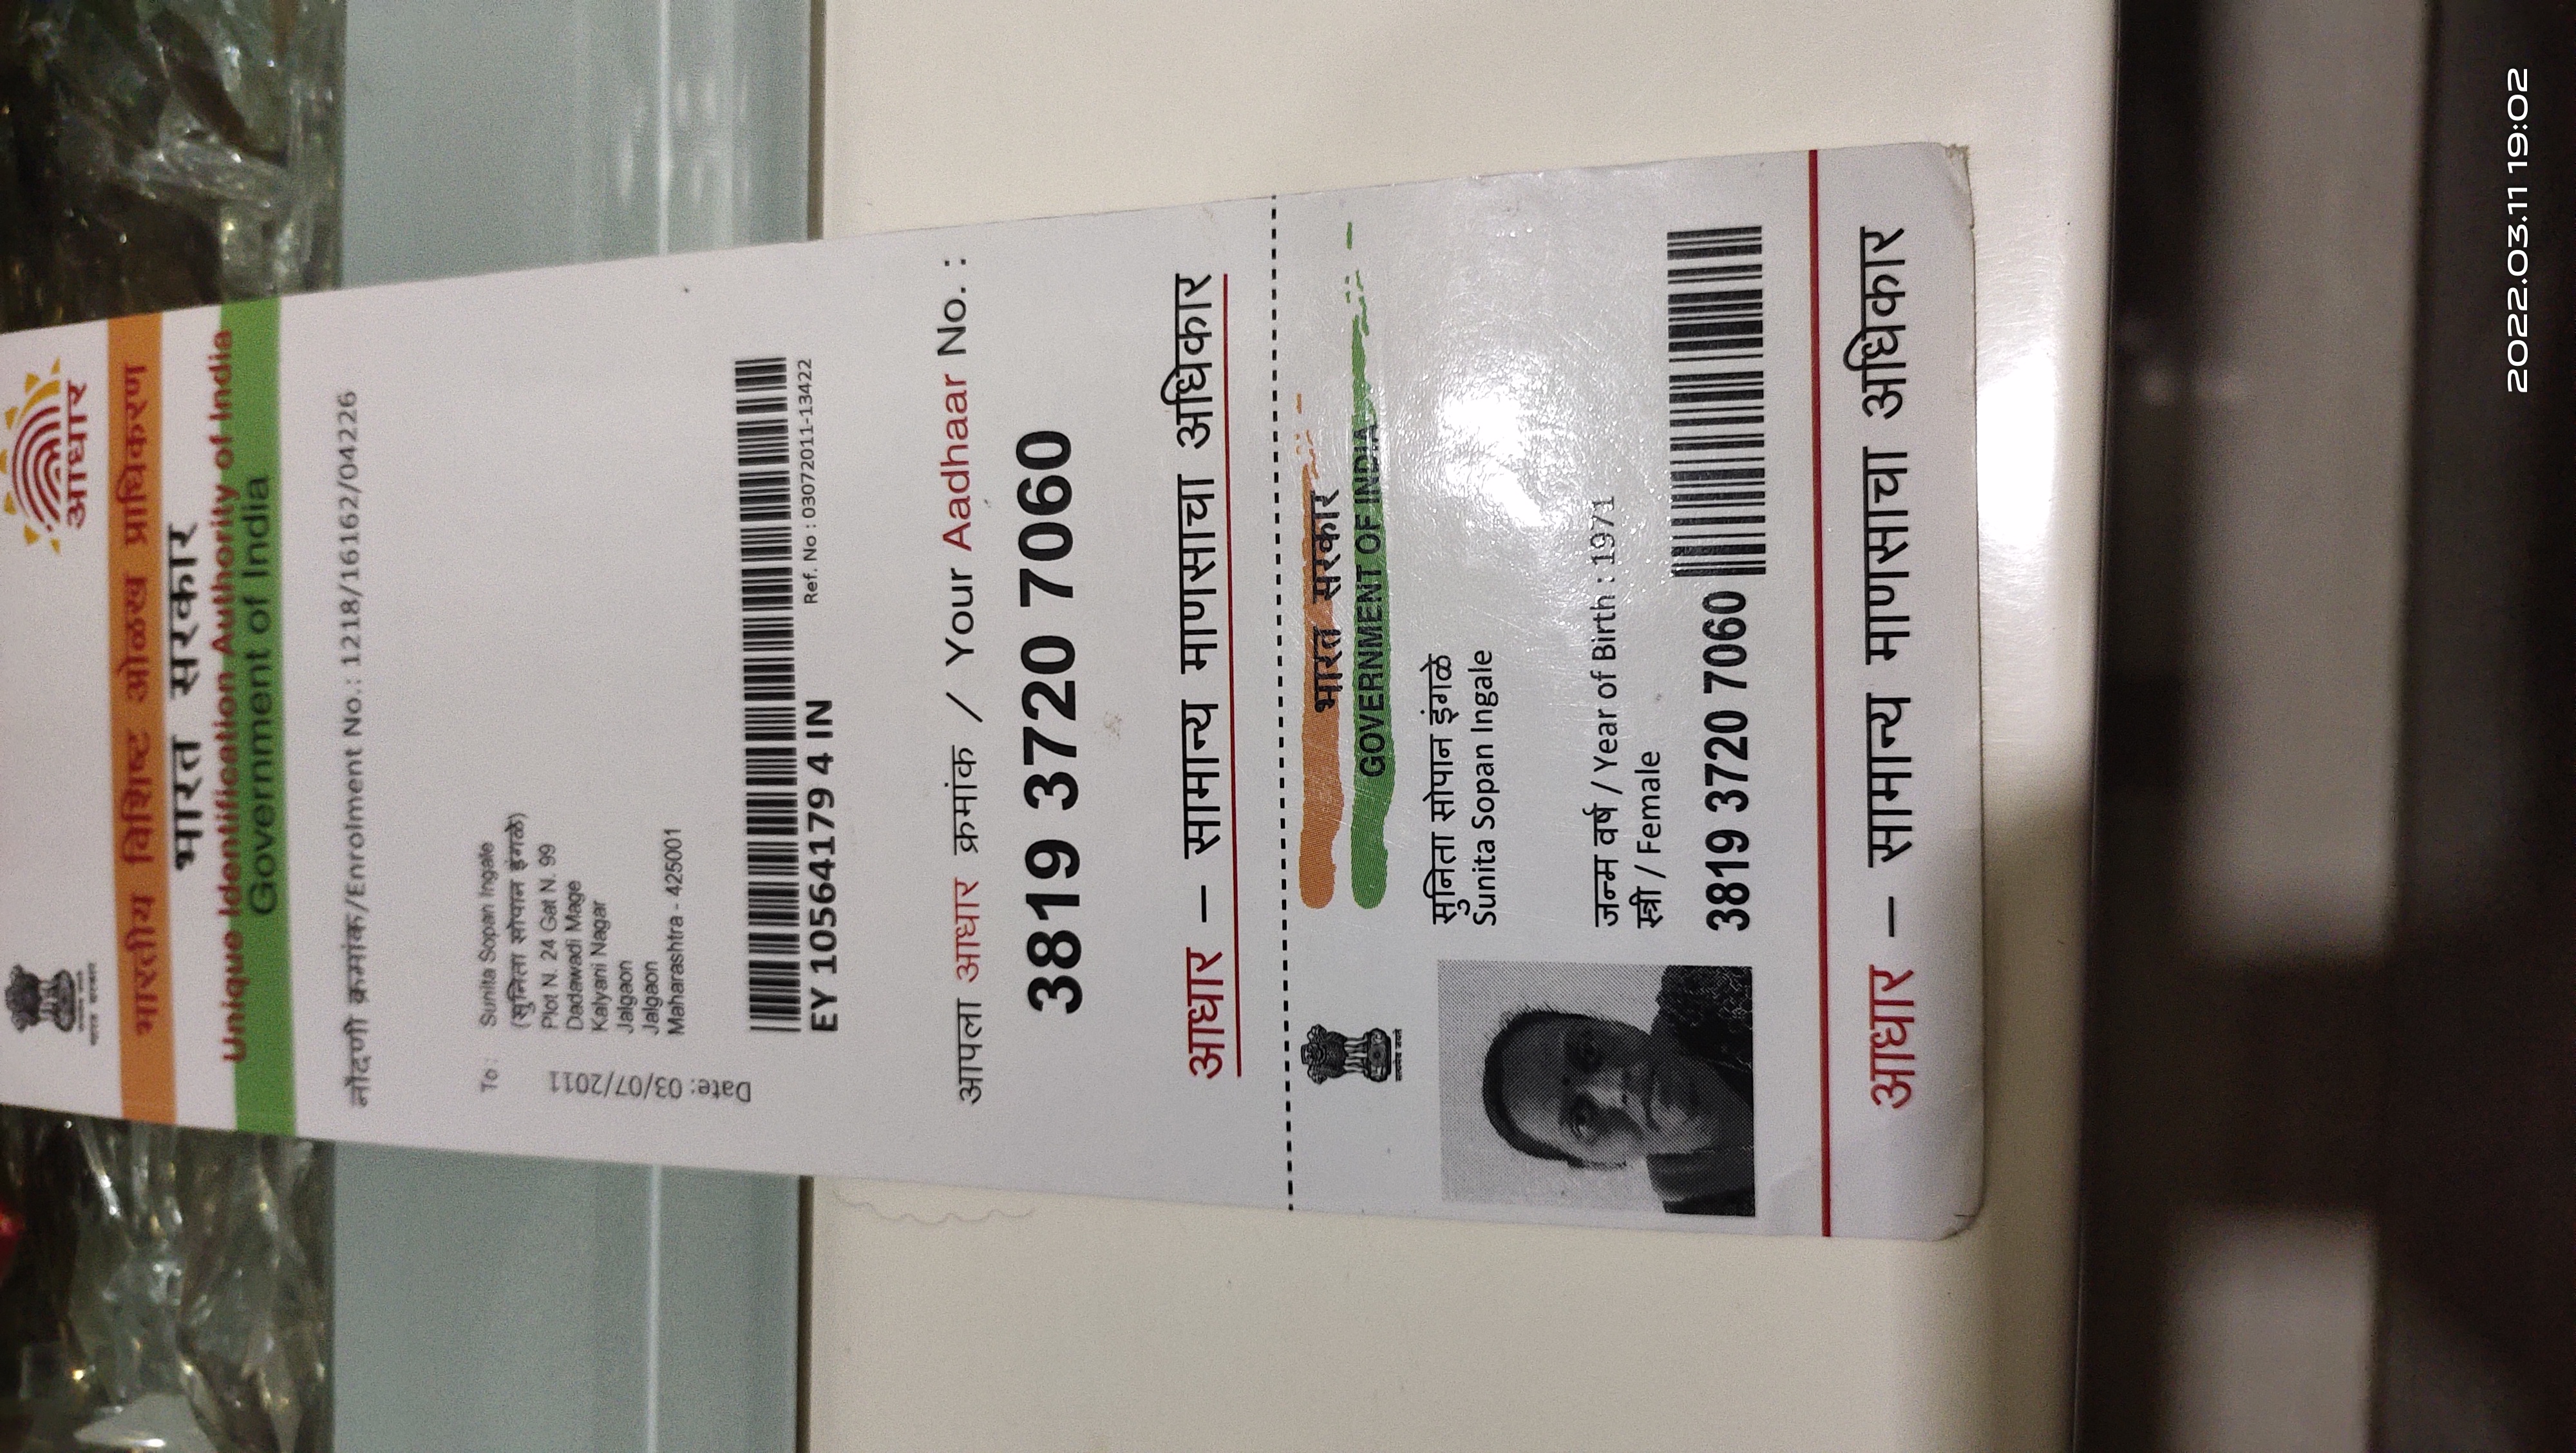 आधार
भारतीय विशिष्ट ओळख प्राधिकरण
भारत सरकार
Unique Identification Authority of India
Government of India
नोंदणी क्रमांक/Enrolment No.: 1218/16162/04226
To :
Sunita Sopan Ingale
(सुनिता सोपान इंगळे)
Plot N. 24 Gat N. 99
Dadawadi Mage
Kalyani Nagar
Jalgaon
Jalgaon
Maharashtra - 425001
Date: 03/07/2011
EY 10564179 4 IN
Ref. No : 03072011-13422
आपला आधार क्रमांक / Your Aadhaar No. :
3819 3720 7060
आधार – सामान्य माणसाचा अधिकार
भारत सरकार
GOVERNMENT OF INDIA
सुनिता सोपान इंगळे
Sunita Sopan Ingale
जन्म वर्ष / Year of Birth : 1971
स्त्री / Female
3819 3720 7060
आधार – सामान्य माणसाचा अधिकार
2022.03.11 19:02